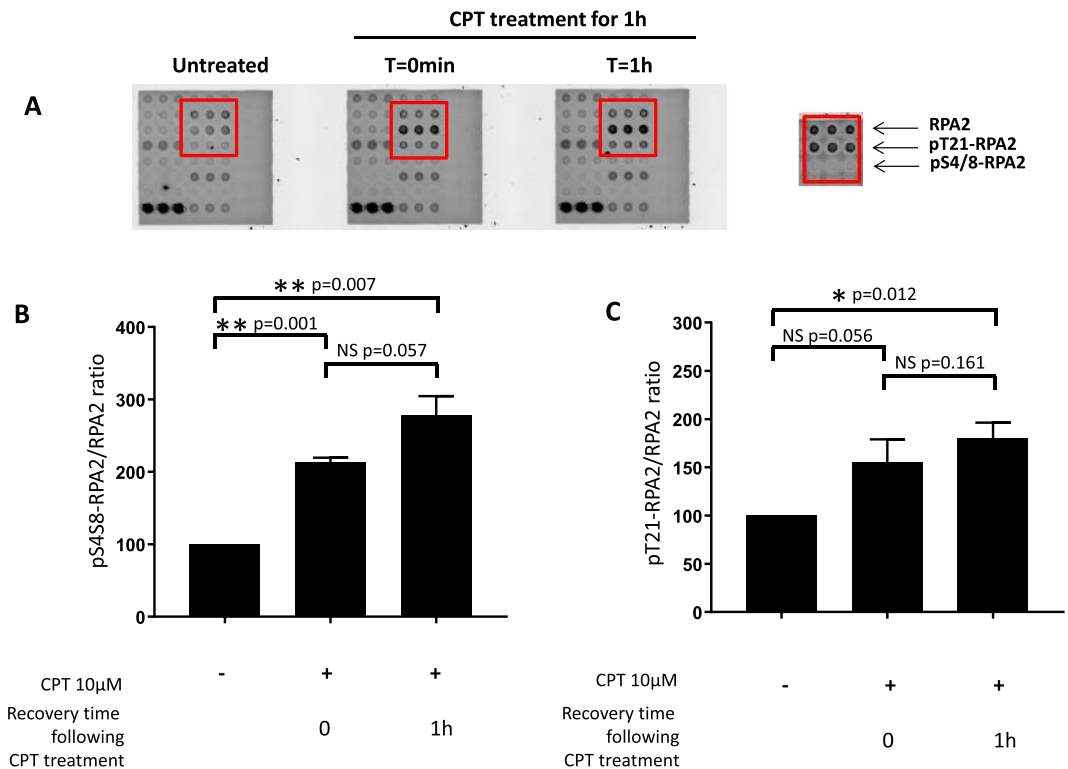 CPT treatment for 1h
Untreated
T=0min
T=1h
A
RPA2
pT21-RPA2
pS4/8-RPA2
B
** p=0.007
** p=0.001
NS p=0.057
pS4S8-RPA2/RPA2 ratio
400
300
200
100
0
CPT 10µM
- + +
Recovery time
following
CPT treatment
0 1h
C
* p=0.012
NS p=0.056
NS p=0.161
pT21-RPA2/RPA2 ratio
300
250
200
150
100
50
0
CPT 10µM
- + +
Recovery time
following
CPT treatment
0 1h